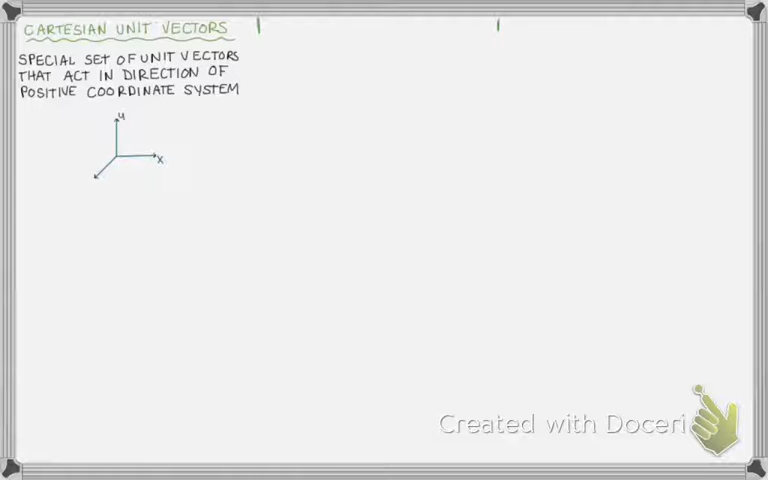 CARTESIAN UNIT VECTORS
SPECIAL SET OF UNIT VECTORS
THAT ACT IN DIRECTION OF
POSITIVE COORDINATE SYSTEM
y
x
Created with Doceri